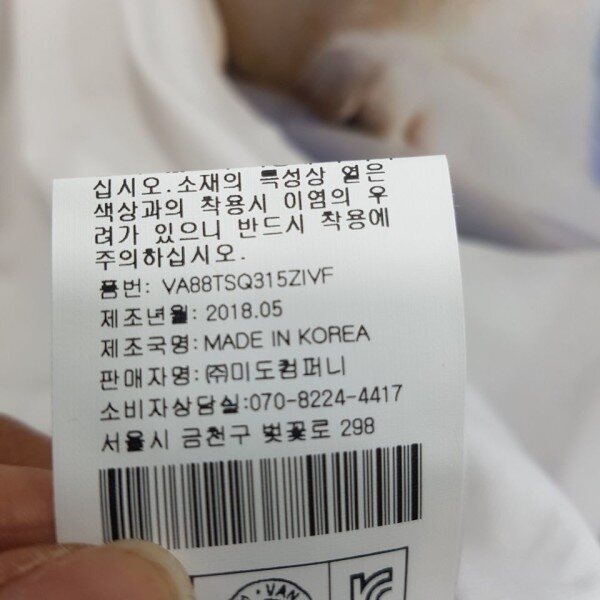 십시오.소재의 특성상 옅은
색상과의 착용시 이염의 우
려가 있으니 반드시 착용에
주의하십시오.
품번: VA88TSQ315ZIVF
제조년월: 2018.05
제조국명: MADE IN KOREA
판매자명: ㈜미도컴퍼니
소비자상담실:070-8224-4417
서울시 금천구 벚꽃로 298
VAN